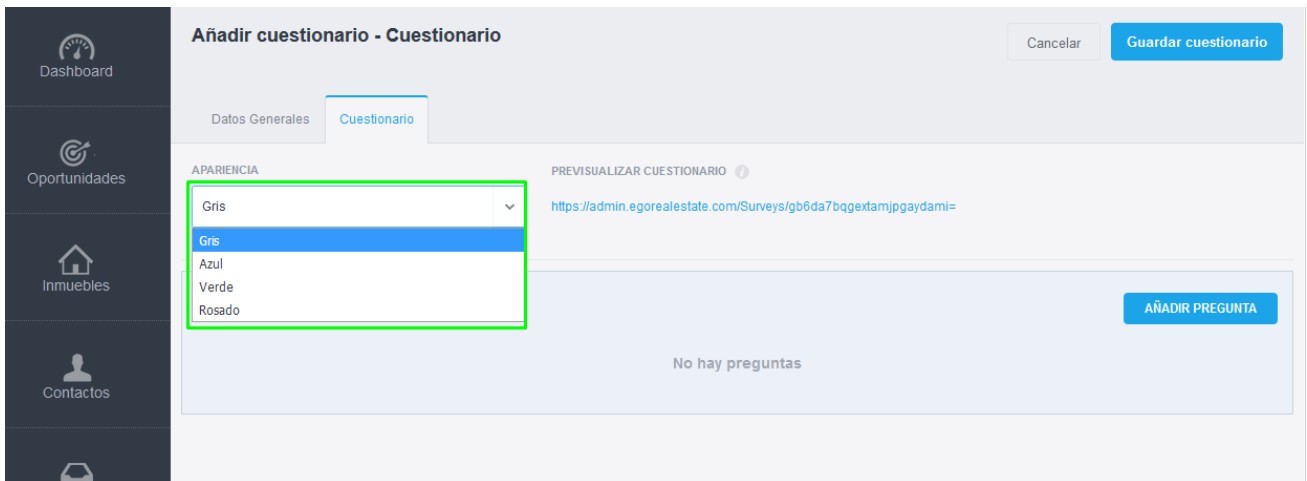 Dashboard
Oportunidades
Inmuebles
Contactos
Añadir cuestionario - Cuestionario
Cancelar
Guardar cuestionario
Datos Generales
Cuestionario
APARIENCIA
Gris
Gris
Azul
Verde
Rosado
PREVISUALIZAR CUESTIONARIO
https://admin.egorealestate.com/Surveys/gb6da7bqgextamjpgaydami=
AÑADIR PREGUNTA
No hay preguntas